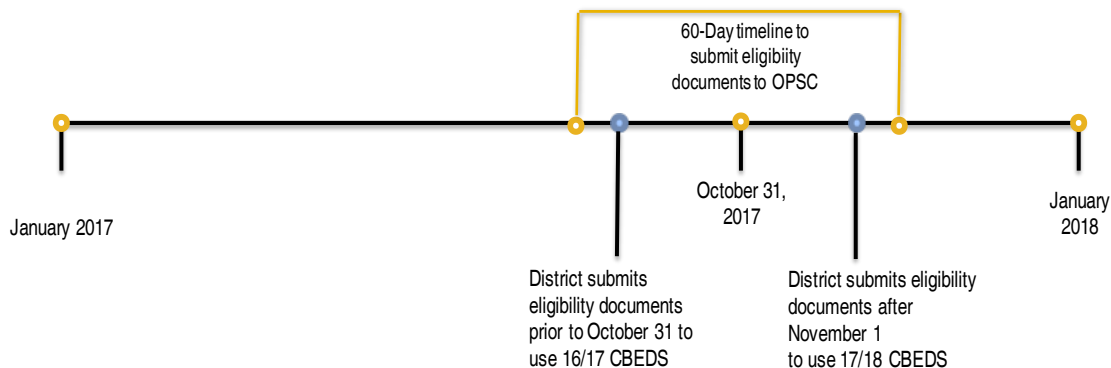 60-Day timeline to
submit eligibiity
documents to OPSC
January 2017
October 31,
2017
January
2018
District submits
eligibility documents
prior to October 31 to
use 16/17 CBEDS
District submits eligibility
documents after
November 1
to use 17/18 CBEDS